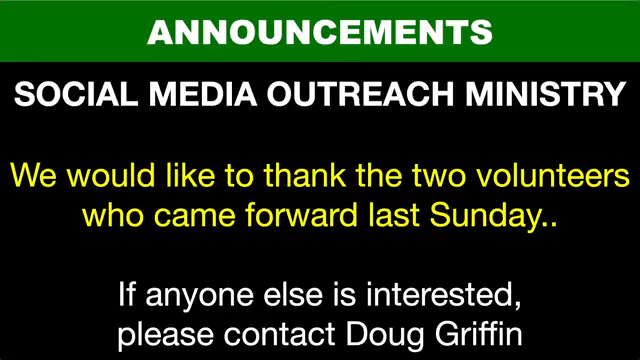 ANNOUNCEMENTS
SOCIAL MEDIA OUTREACH MINISTRY
We would like to thank the two volunteers
who came forward last Sunday..
If anyone else is interested,
please contact Doug Griffin